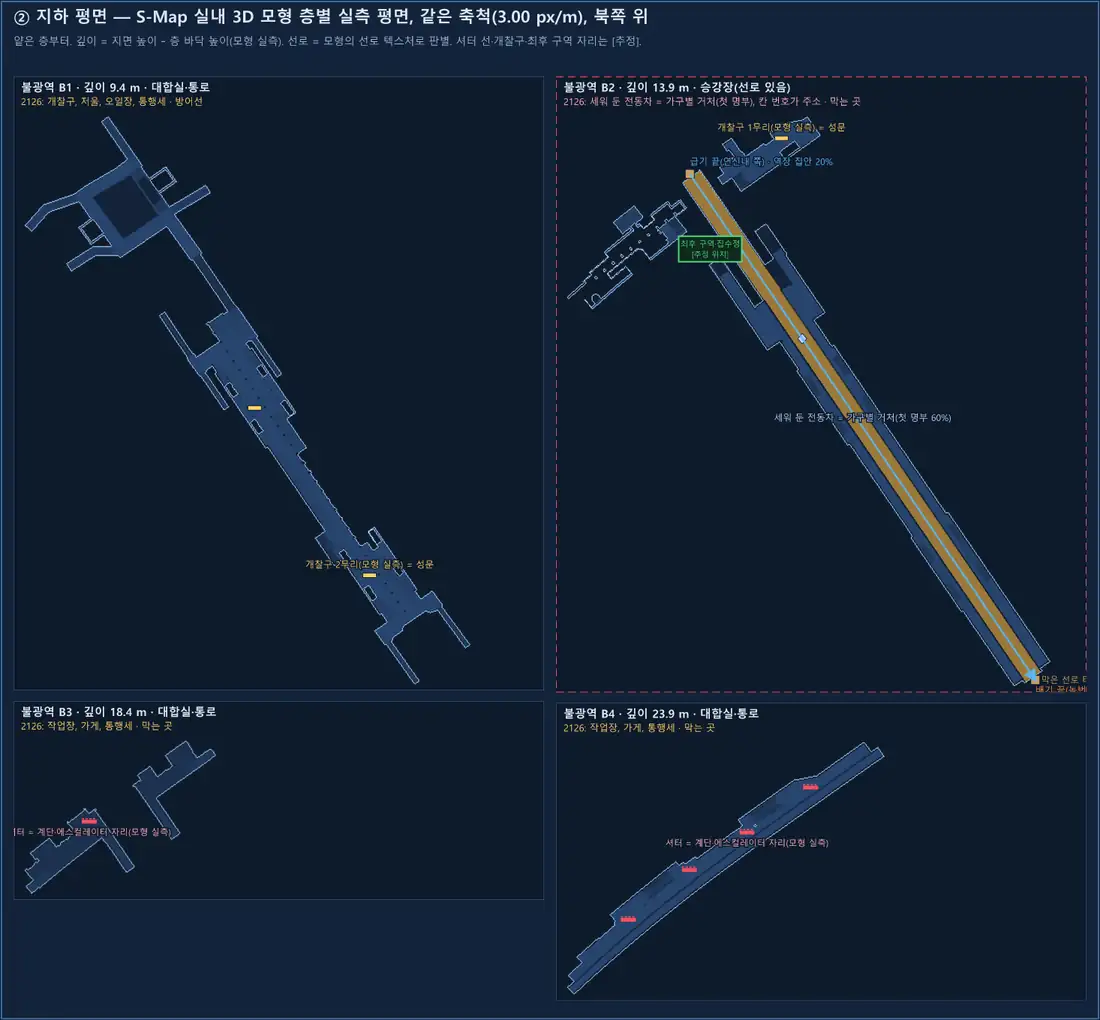 ② 지하 평면 — S-Map 실내 3D 모형 층별 실측 평면, 같은 축척(3.00 px/m), 북쪽 위
얕은 층부터. 깊이 = 지면 높이 - 층 바닥 높이(모형 실측). 선로 = 모형의 선로 텍스처로 판별. 셔터 선·개찰구·최후 구역 자리는 [추정].
불광역 B1 · 깊이 9.4 m · 대합실·통로
2126: 개찰구, 저울, 오일장, 통행세 · 방어선
개찰구 2무리(모형 실측) = 성문
불광역 B2 · 깊이 13.9 m · 승강장(선로 있음)
2126: 세워 둔 전동차 = 가구별 거처(첫 명부), 칸 번호가 주소 · 막는 곳
개찰구 1무리(모형 실측) = 성문
급기 끝(연신내 쪽) · 역장 집안 20%
최후 구역·집수정
[추정 위치]
세워 둔 전동차 = 가구별 거처(첫 명부 60%)
막은 선로 터
배기 끝(녹번
불광역 B3 · 깊이 18.4 m · 대합실·통로
2126: 작업장, 가게, 통행세 · 막는 곳
터 = 계단·에스컬레이터 자리(모형 실측)
불광역 B4 · 깊이 23.9 m · 대합실·통로
2126: 작업장, 가게, 통행세 · 막는 곳
셔터 = 계단·에스컬레이터 자리(모형 실측)